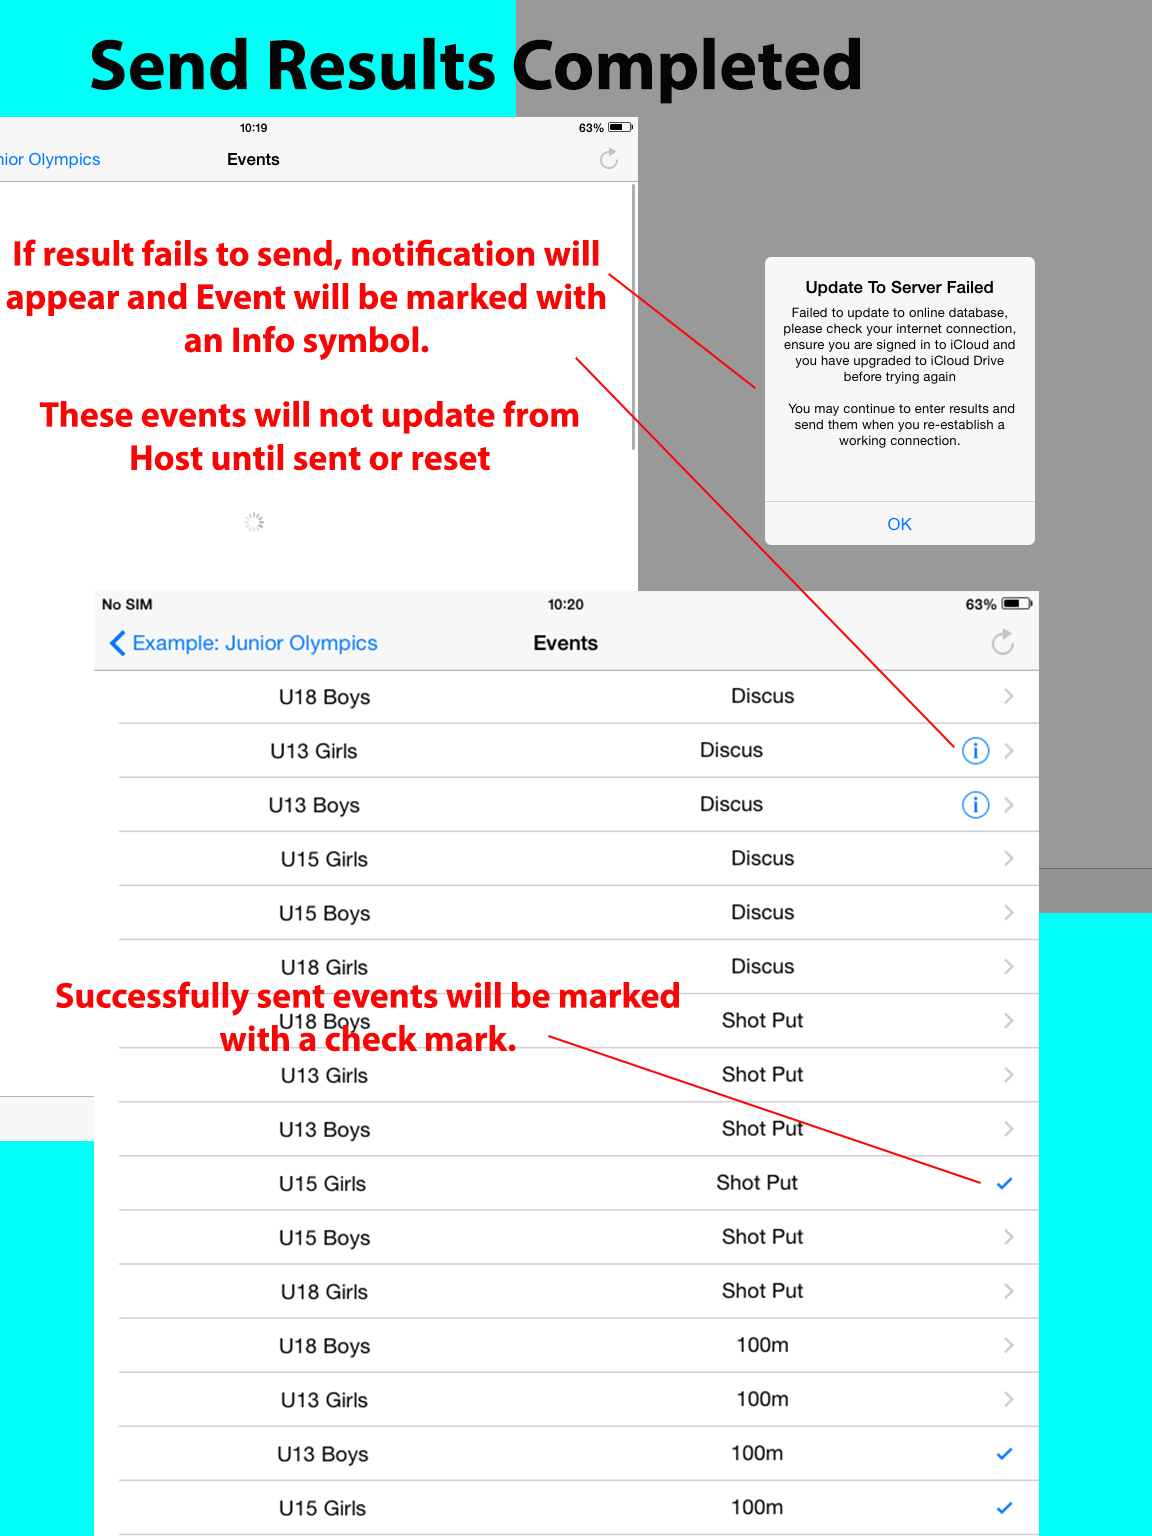 Send Results Completed
10:19
63%
nior Olympics
Events
If result fails to send, notification will
appear and Event will be marked with
an Info symbol.
These events will not update from
Host until sent or reset
Update To Server Failed
Failed to update to online database,
please check your internet connection,
ensure you are signed in to iCloud and
you have upgraded to iCloud Drive
before trying again
You may continue to enter results and
send them when you re-establish a
working connection.
OK
No SIM
10:20
63%
Example: Junior Olympics
Events
U18 Boys Discus
U13 Girls Discus i
U13 Boys Discus i
U15 Girls Discus
U15 Boys Discus
U18 Girls Discus
Successfully sent events will be marked
with a check mark.
U18 Boys Shot Put
U13 Girls Shot Put
U13 Boys Shot Put
U15 Girls Shot Put
U15 Boys Shot Put
U18 Girls Shot Put
U18 Boys 100m
U13 Girls 100m
U13 Boys 100m
U15 Girls 100m